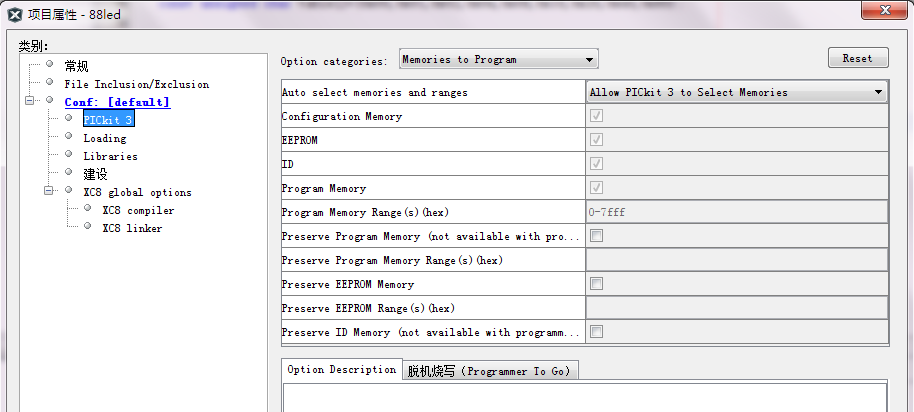 项目属性 - 88led
类别:
常规
File Inclusion/Exclusion
Conf: [default]
PICkit 3
Loading
Libraries
建设
XC8 global options
XC8 compiler
XC8 linker
Option categories: Memories to Program
Reset
Auto select memories and ranges Allow PICkit 3 to Select Memories
Configuration Memory
EEPROM
ID
Program Memory
Program Memory Range(s)(hex) 0-7fff
Preserve Program Memory (not available with pro...
Preserve Program Memory Range(s)(hex)
Preserve EEPROM Memory
Preserve EEPROM Range(s)(hex)
Preserve ID Memory (not available with programm...
Option Description 脱机烧写（Programmer To Go）